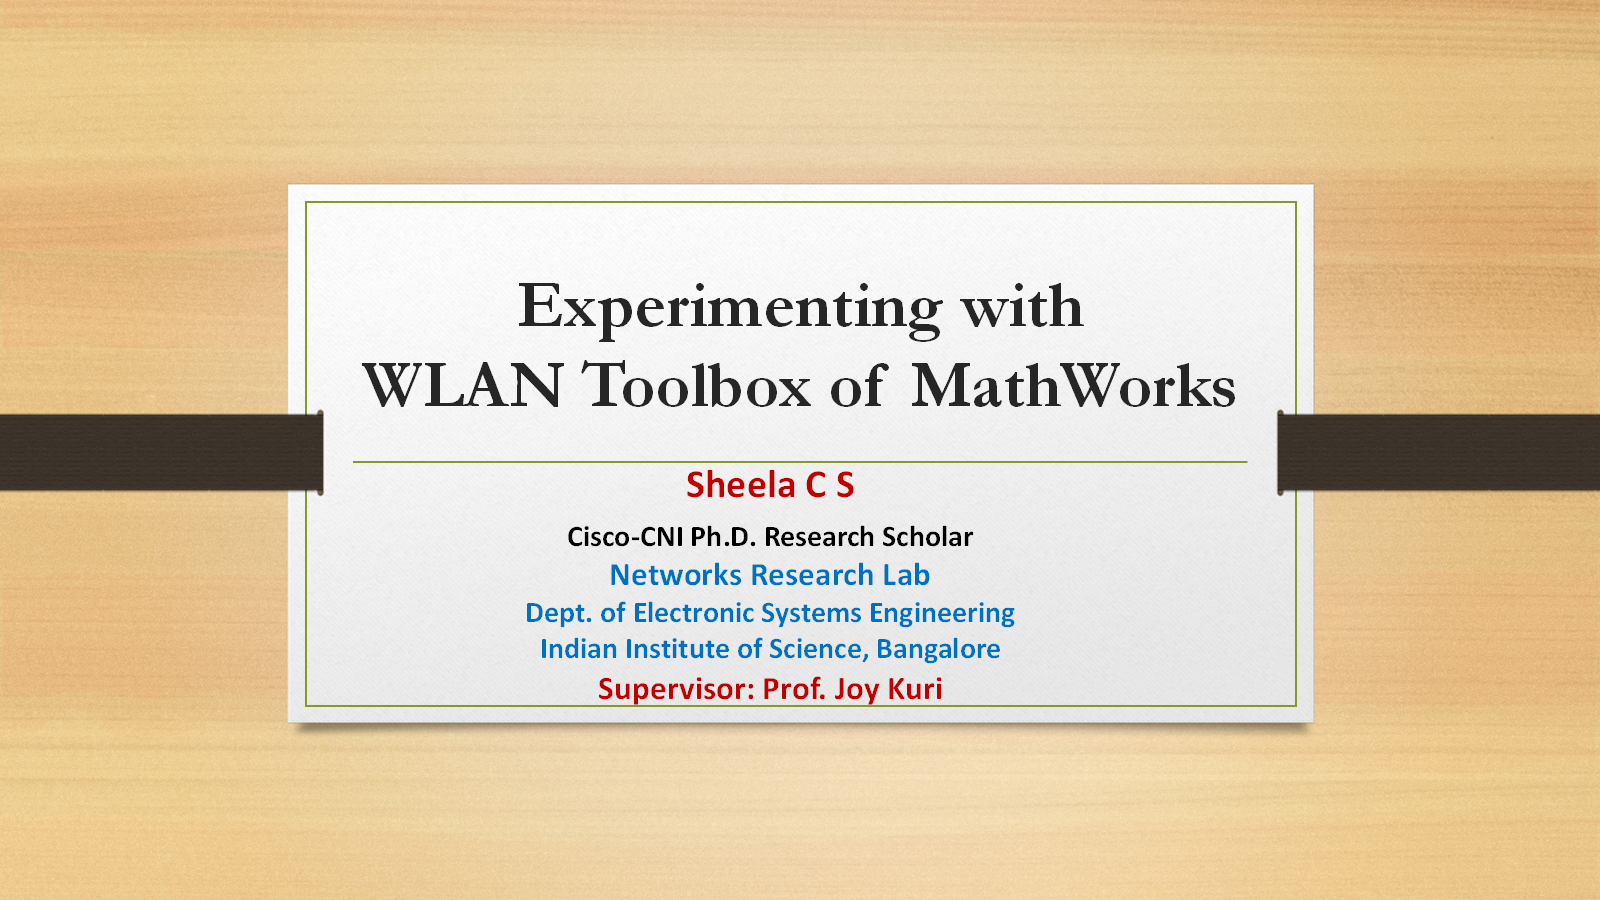 Experimenting with
WLAN Toolbox of MathWorks
Sheela C S
Cisco-CNI Ph.D. Research Scholar
Networks Research Lab
Dept. of Electronic Systems Engineering
Indian Institute of Science, Bangalore
Supervisor: Prof. Joy Kuri